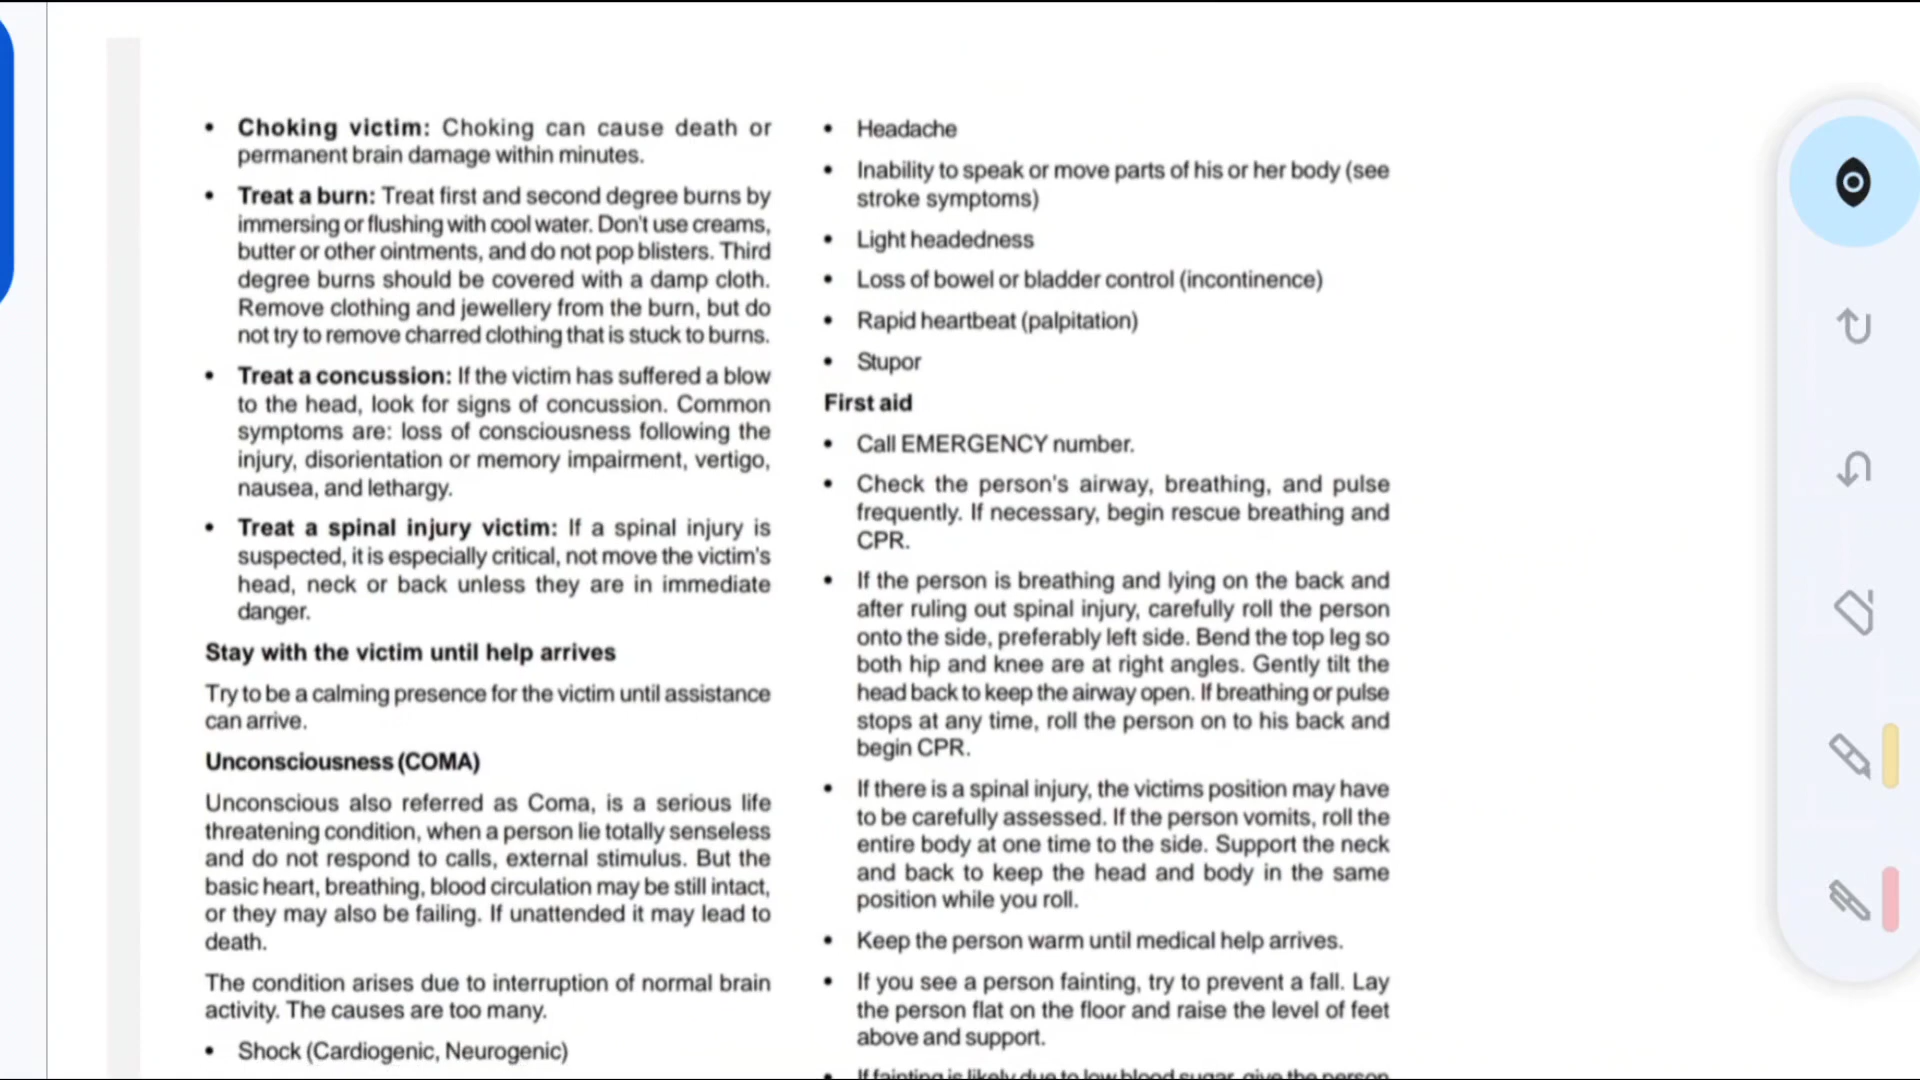 • Choking victim: Choking can cause death or
permanent brain damage within minutes.
• Treat a burn: Treat first and second degree burns by
immersing or flushing with cool water. Don't use creams,
butter or other ointments, and do not pop blisters. Third
degree burns should be covered with a damp cloth.
Remove clothing and jewellery from the burn, but do
not try to remove charred clothing that is stuck to burns.
• Treat a concussion: If the victim has suffered a blow
to the head, look for signs of concussion. Common
symptoms are: loss of consciousness following the
injury, disorientation or memory impairment, vertigo,
nausea, and lethargy.
• Treat a spinal injury victim: If a spinal injury is
suspected, it is especially critical, not move the victim's
head, neck or back unless they are in immediate
danger.
Stay with the victim until help arrives
Try to be a calming presence for the victim until assistance
can arrive.
Unconsciousness (COMA)
Unconscious also referred as Coma, is a serious life
threatening condition, when a person lie totally senseless
and do not respond to calls, external stimulus. But the
basic heart, breathing, blood circulation may be still intact,
or they may also be failing. If unattended it may lead to
death.
The condition arises due to interruption of normal brain
activity. The causes are too many.
• Shock (Cardiogenic, Neurogenic)
• Headache
• Inability to speak or move parts of his or her body (see
stroke symptoms)
• Light headedness
• Loss of bowel or bladder control (incontinence)
• Rapid heartbeat (palpitation)
• Stupor
First aid
• Call EMERGENCY number.
• Check the person's airway, breathing, and pulse
frequently. If necessary, begin rescue breathing and
CPR.
• If the person is breathing and lying on the back and
after ruling out spinal injury, carefully roll the person
onto the side, preferably left side. Bend the top leg so
both hip and knee are at right angles. Gently tilt the
head back to keep the airway open. If breathing or pulse
stops at any time, roll the person on to his back and
begin CPR.
• If there is a spinal injury, the victims position may have
to be carefully assessed. If the person vomits, roll the
entire body at one time to the side. Support the neck
and back to keep the head and body in the same
position while you roll.
• Keep the person warm until medical help arrives.
• If you see a person fainting, try to prevent a fall. Lay
the person flat on the floor and raise the level of feet
above and support.
• If fainting is likely due to low blood sugar, give the person